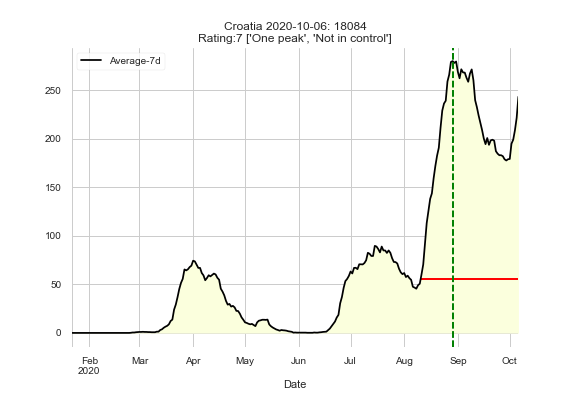 Croatia 2020-10-06: 18084
Rating:7 ['One peak', 'Not in control']
Average-7d
250
200
150
100
50
0
Feb
2020
Mar
Apr
May
Jun
Jul
Aug
Sep
Oct
Date